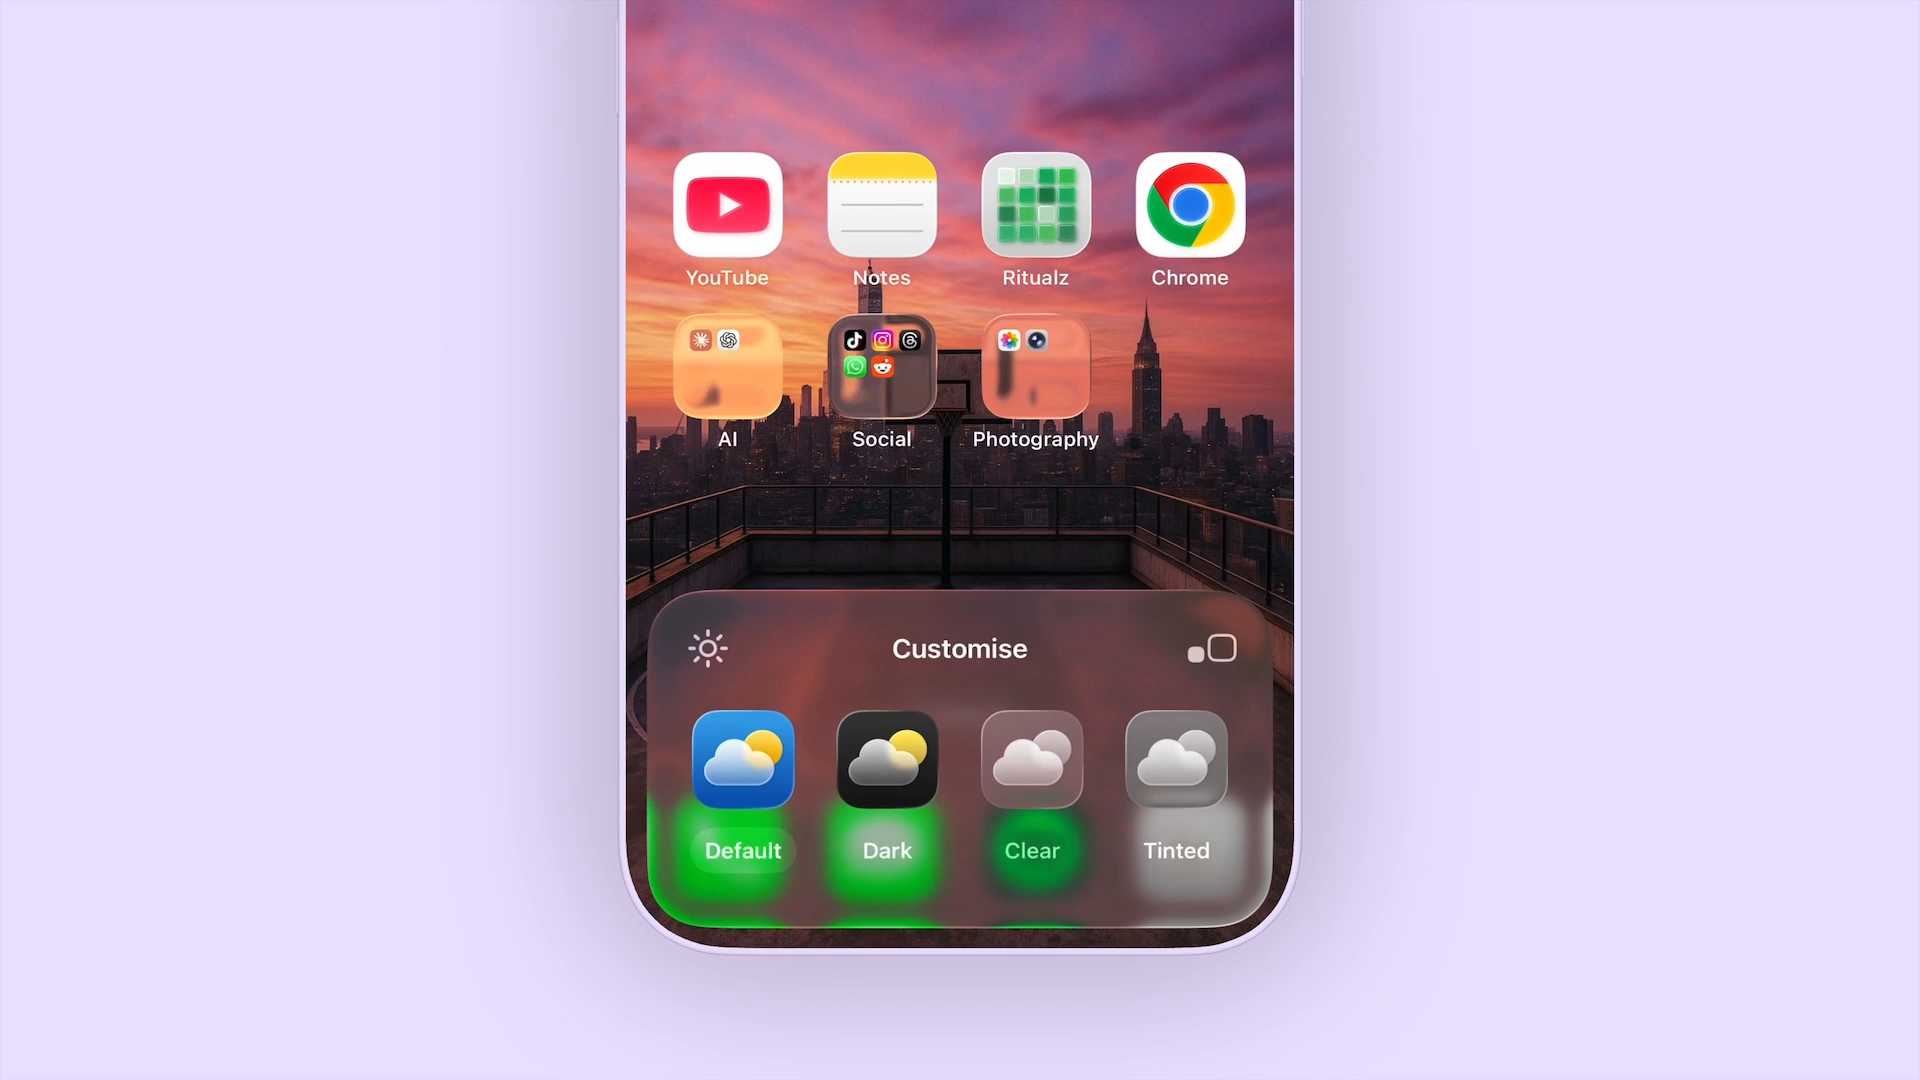 YouTube
Notes
Ritualz
Chrome
AI
Social
Photography
Customise
Default
Dark
Clear
Tinted